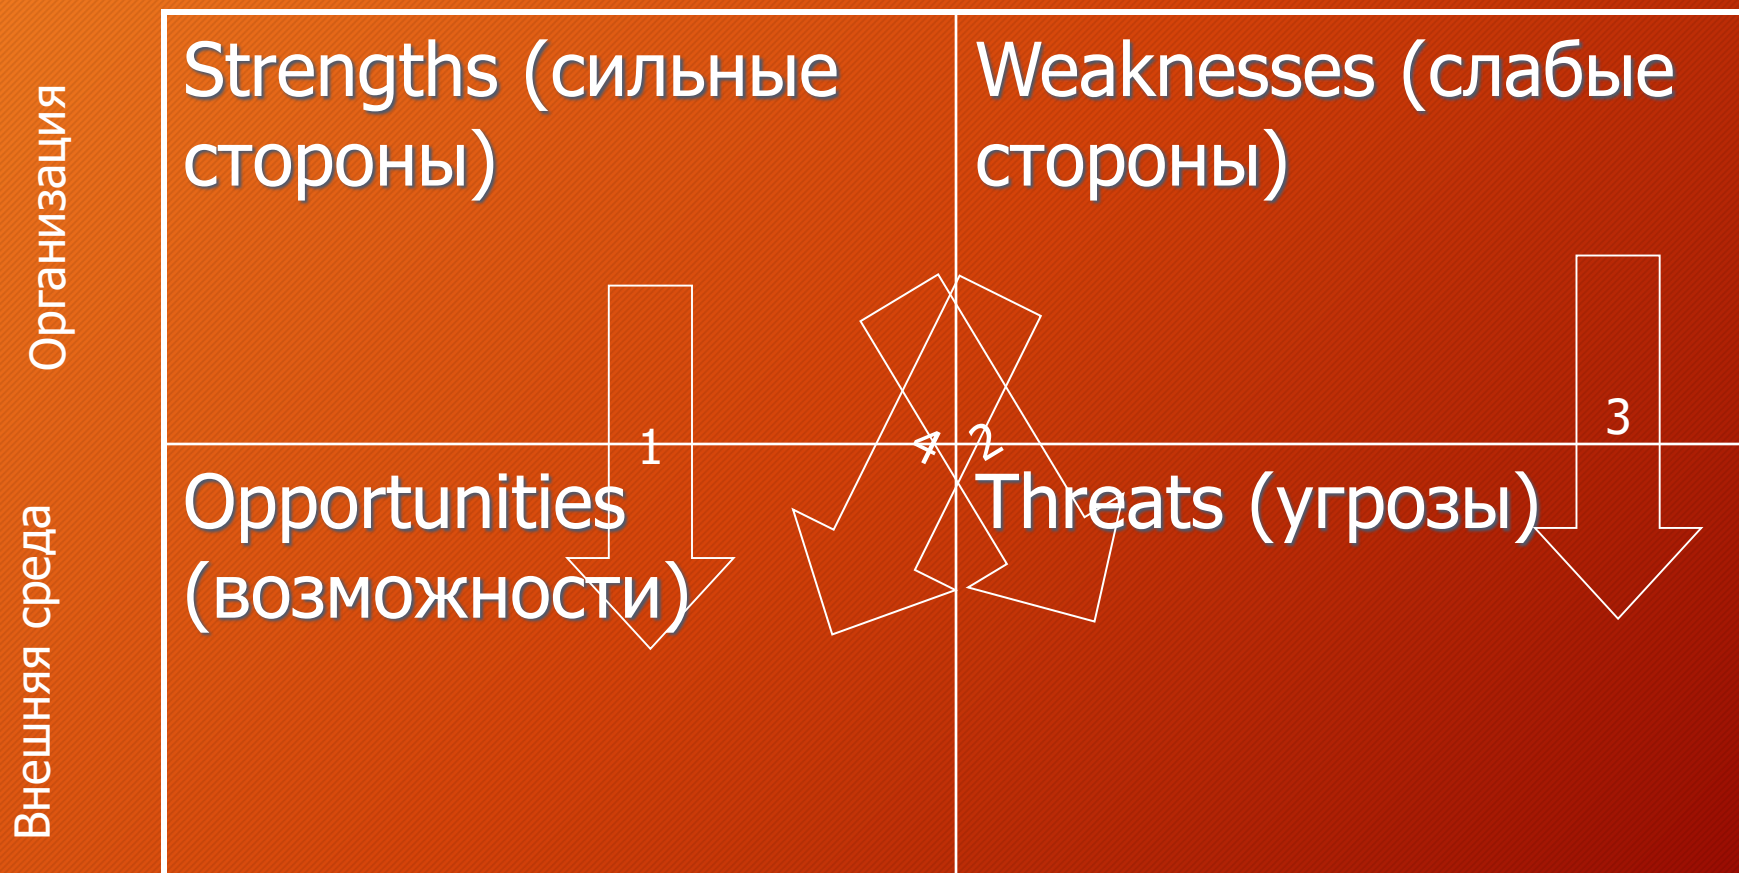 Организация
Strengths (сильные
стороны)
Weaknesses (слабые
стороны)
1
4
2
3
Внешняя среда
Opportunities
(возможности)
Threats (угрозы)